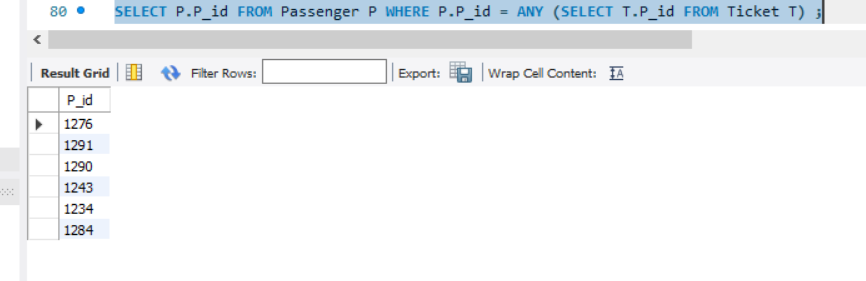 80 SELECT P.P_id FROM Passenger P WHERE P.P_id = ANY (SELECT T.P_id FROM Ticket T) ;
Result Grid Filter Rows: Export: Wrap Cell Content: IA
P_id
1276
1291
1290
1243
1234
1284